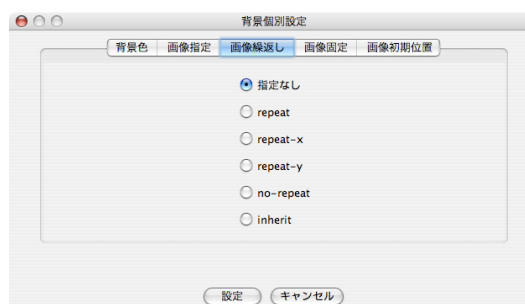 背景個別設定
背景色 画像指定 画像繰返し 画像固定 画像初期位置
指定なし
repeat
repeat-x
repeat-y
no-repeat
inherit
設定 キャンセル